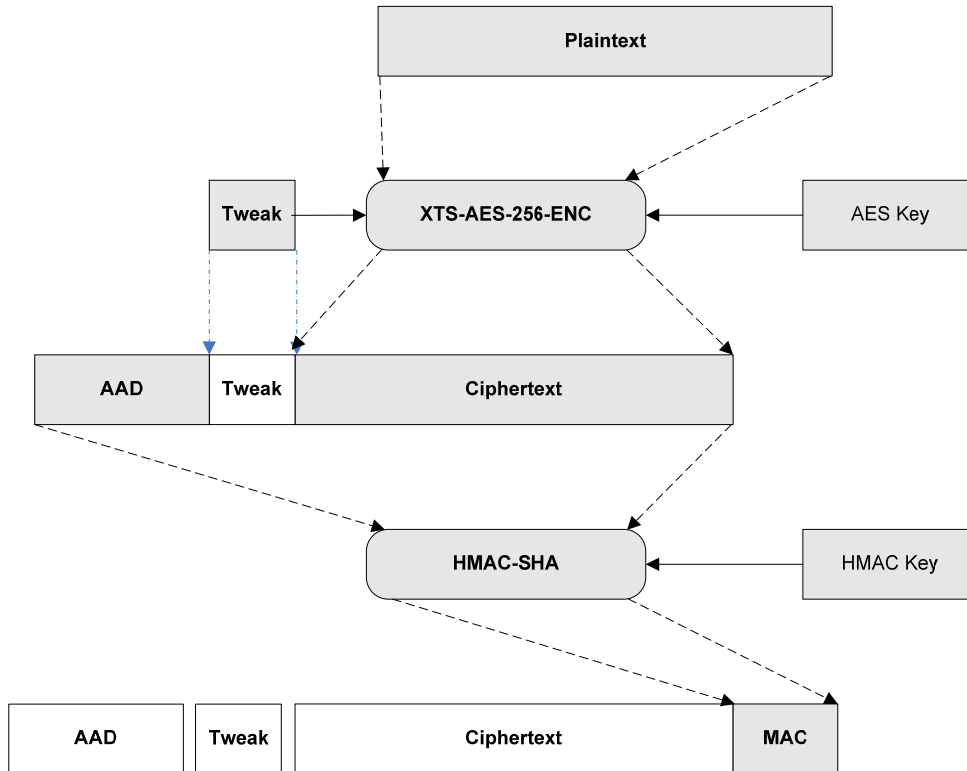 Plaintext
Tweak
XTS-AES-256-ENC
AES Key
AAD
Tweak
Ciphertext
HMAC-SHA
HMAC Key
AAD
Tweak
Ciphertext
MAC